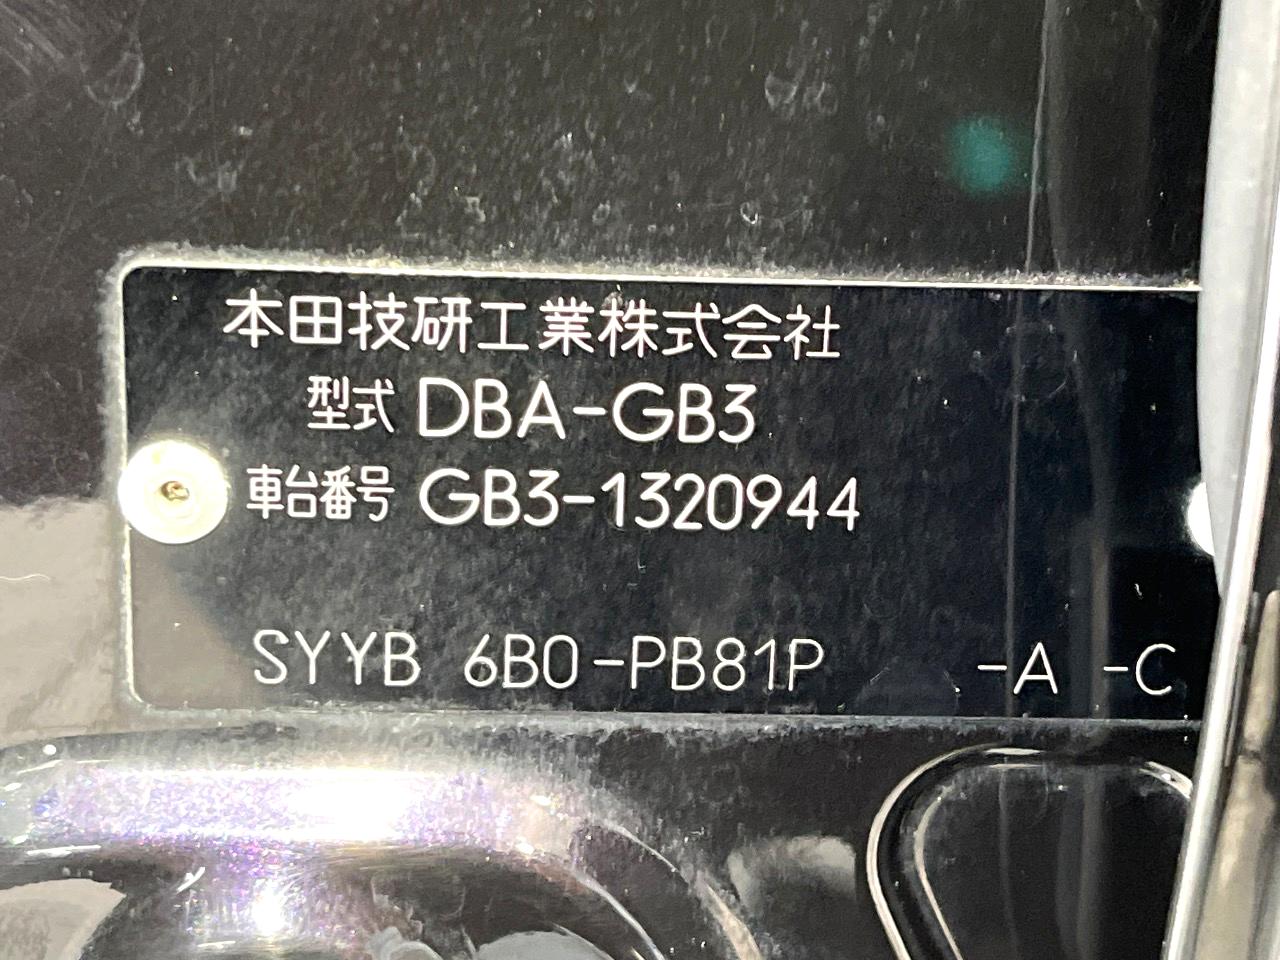 本田技研工業株式会社
型式 DBA-GB3
車台番号 GB3-1320944
SYYB 6B0-PB81P -A -C